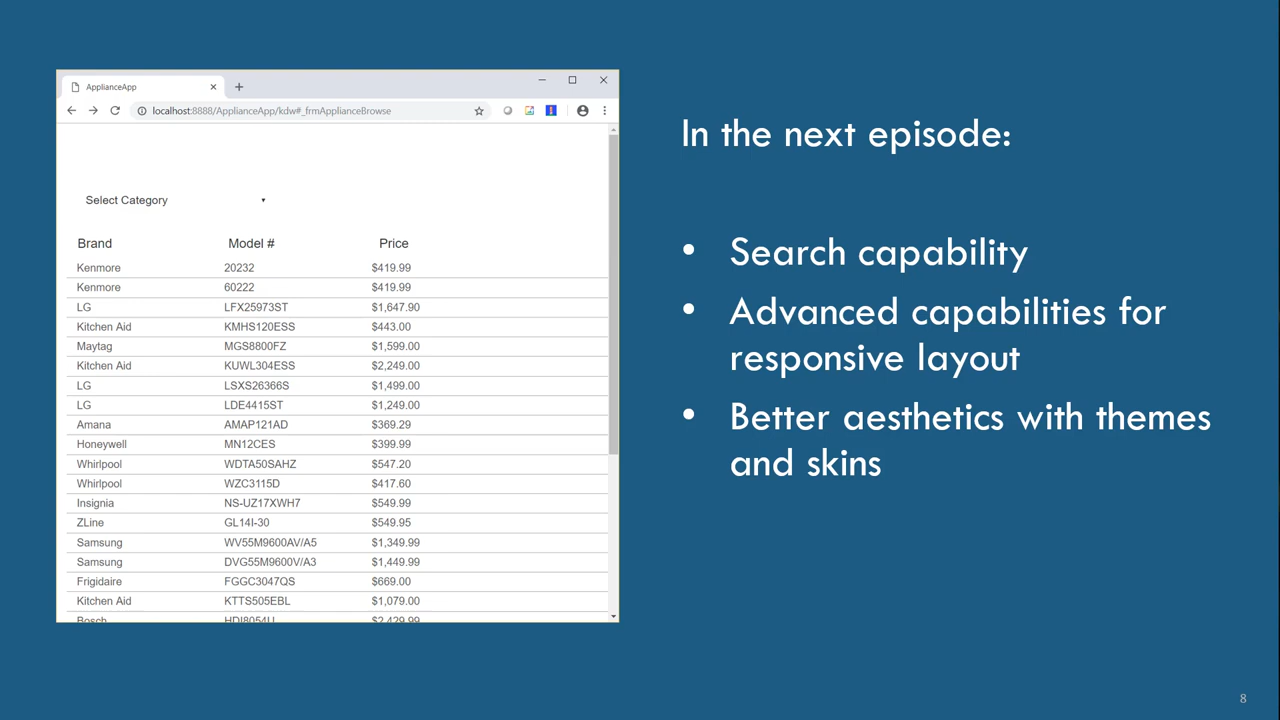 ApplianceApp
localhost:8888/ApplianceApp/kdw#_frmApplianceBrowse
Select Category
Brand Model # Price
Kenmore 20232 $419.99
Kenmore 60222 $419.99
LG LFX25973ST $1,647.90
Kitchen Aid KMHS120ESS $443.00
Maytag MGS8800FZ $1,599.00
Kitchen Aid KUWL304ESS $2,249.00
LG LSXS26366S $1,499.00
LG LDE4415ST $1,249.00
Amana AMAP121AD $369.29
Honeywell MN12CES $399.99
Whirlpool WDTA50SAHZ $547.20
Whirlpool WZC3115D $417.60
Insignia NS-UZ17XWH7 $549.99
ZLine GL14I-30 $549.95
Samsung WV55M9600AV/A5 $1,349.99
Samsung DVG55M9600V/A3 $1,449.99
Frigidaire FGGC3047QS $669.00
Kitchen Aid KTTS505EBL $1,079.00
Bosch HDI8054U $2,429.99
In the next episode:
• Search capability
• Advanced capabilities for
responsive layout
• Better aesthetics with themes
and skins
8